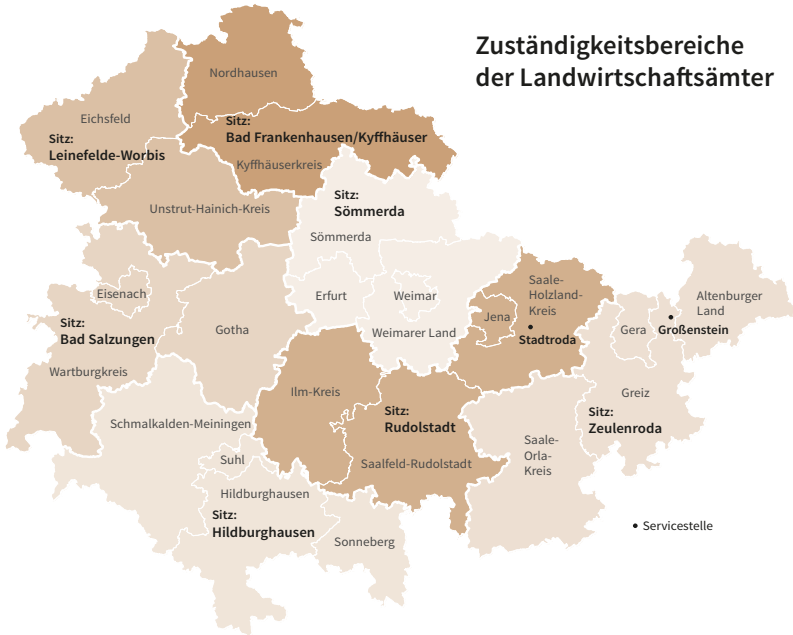 Zuständigkeitsbereiche
der Landwirtschaftsämter
Nordhausen
Eichsfeld
Sitz:
Leinefelde-Worbis
Sitz:
Bad Frankenhausen/Kyffhäuser
Kyffhäuserkreis
Unstrut-Hainich-Kreis
Sitz:
Sömmerda
Sömmerda
Erfurt
Weimar
Weimarer Land
Eisenach
Sitz:
Bad Salzungen
Wartburgkreis
Gotha
Saale-
Holzland-
Kreis
Jena
Stadtroda
Altenburger
Land
Gera
Großenstein
Greiz
Sitz:
Zeulenroda
Ilm-Kreis
Sitz:
Rudolstadt
Saalfeld-Rudolstadt
Saale-
Orla-
Kreis
Schmalkalden-Meiningen
Suhl
Hildburghausen
Sitz:
Hildburghausen
Sonneberg
• Servicestelle